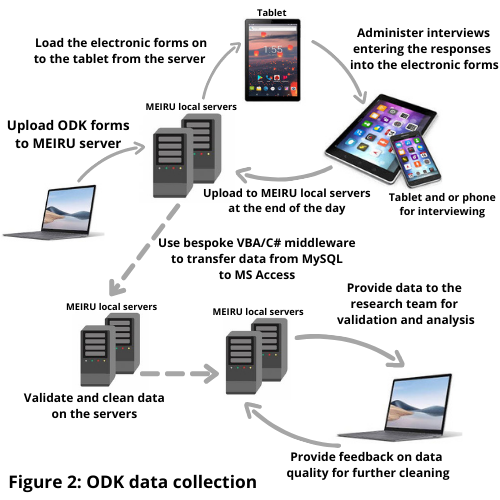 Tablet
Load the electronic forms on
to the tablet from the server
Administer interviews
entering the responses
into the electronic forms
MEIRU local servers
Upload ODK forms
to MEIRU server
Upload to MEIRU local servers
at the end of the day
Tablet and or phone
for interviewing
Use bespoke VBA/C# middleware
to transfer data from MySQL
to MS Access
MEIRU local servers
MEIRU local servers
Provide data to the
research team for
validation and analysis
Validate and clean data
on the servers
Provide feedback on data
quality for further cleaning
Figure 2: ODK data collection